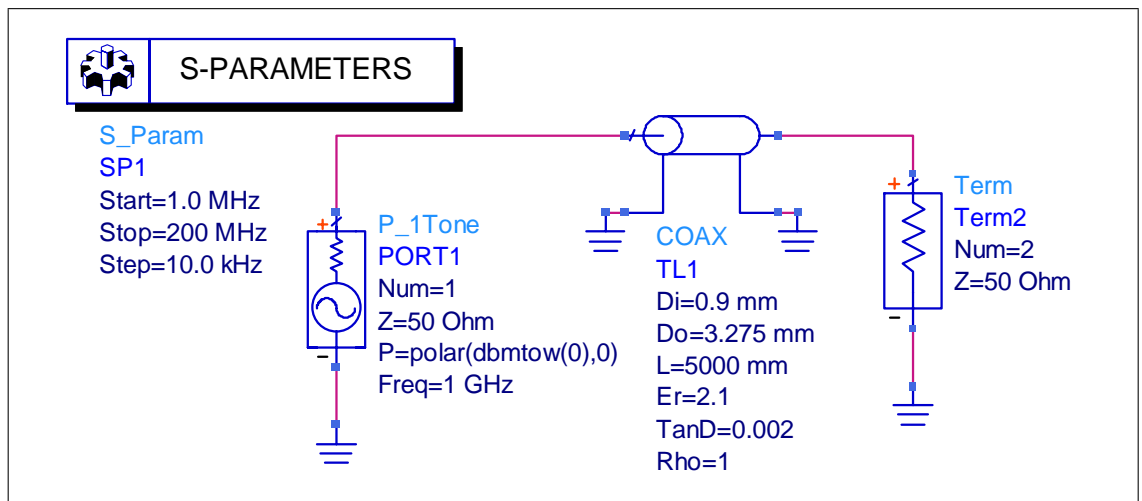 S-PARAMETERS
S_Param
SP1
Start=1.0 MHz
Stop=200 MHz
Step=10.0 kHz
+
P_1Tone
PORT1
Num=1
Z=50 Ohm
P=polar(dbmtow(0),0)
Freq=1 GHz
-
COAX
TL1
Di=0.9 mm
Do=3.275 mm
L=5000 mm
Er=2.1
TanD=0.002
Rho=1
+
Term
Term2
Num=2
Z=50 Ohm
-